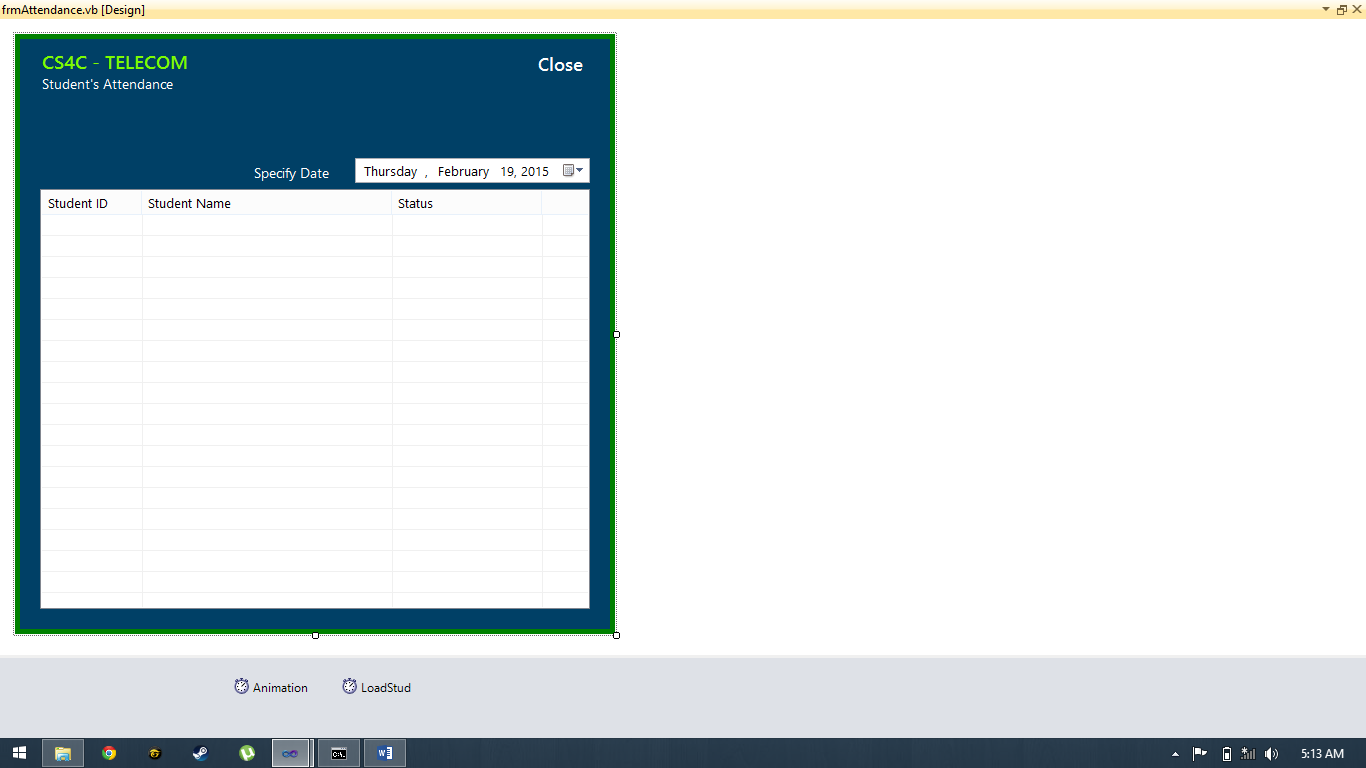 frmAttendance.vb [Design]
CS4C - TELECOM
Close
Student's Attendance
Specify Date
Thursday , February 19, 2015
Student ID Student Name Status
Animation LoadStud
C:\.
W
5:13 AM